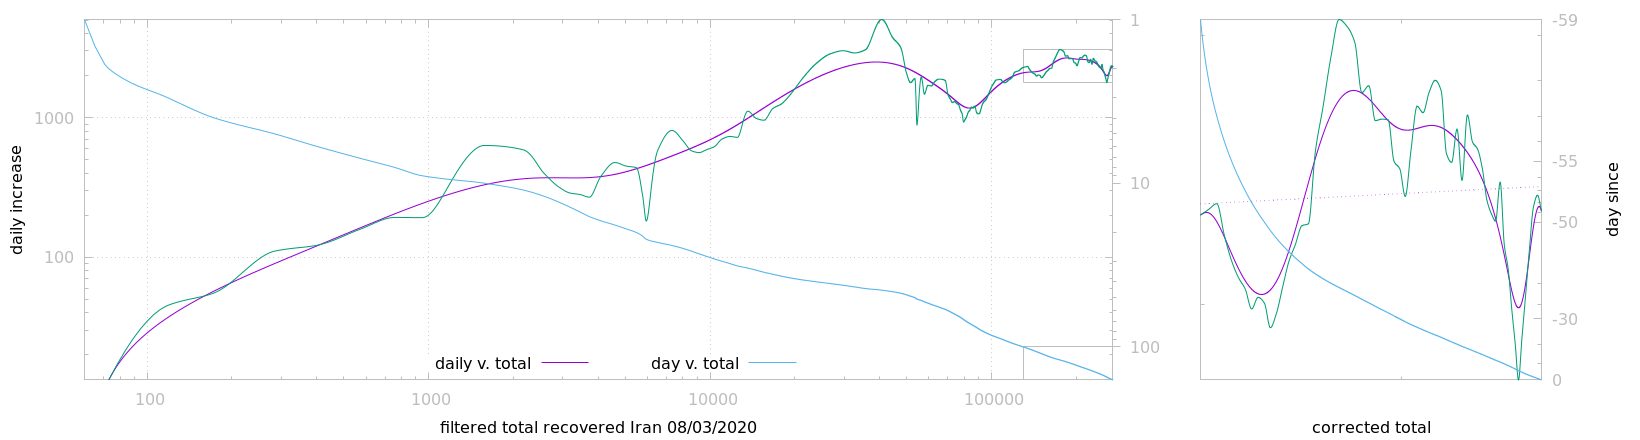 daily increase
1000
100
100
1000
10000
100000
1
10
100
daily v. total
day v. total
filtered total recovered Iran 08/03/2020
-59
-55
-50
-30
0
day since
corrected total